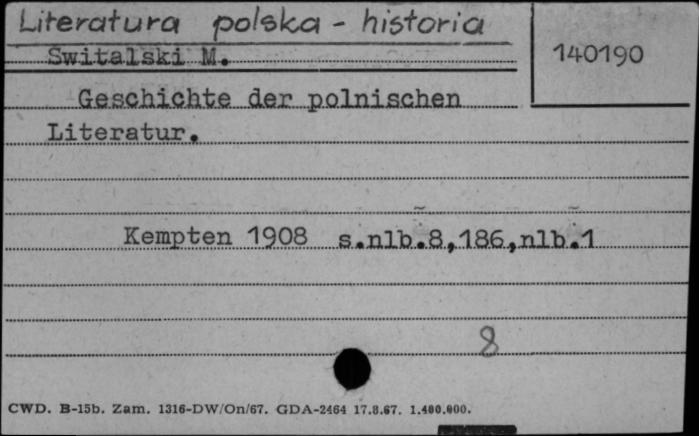 Literatura polska - historia
Switalski M.
140190
Geschichte der polnischen
Literatur.
Kempten 1908 s.nlb.8,186,nlb.1
8
CWD. B-15b. Zam. 1316-DW/On/67. GDA-2464 17.8.67. 1.400.000.